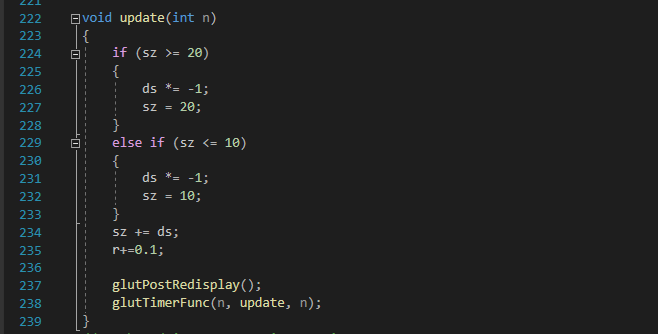 221
222 void update(int n)
223 {
224 if (sz >= 20)
225 {
226 ds *= -1;
227 sz = 20;
228 }
229 else if (sz <= 10)
230 {
231 ds *= -1;
232 sz = 10;
233 }
234 sz += ds;
235 r+=0.1;
236
237 glutPostRedisplay();
238 glutTimerFunc(n, update, n);
239 }